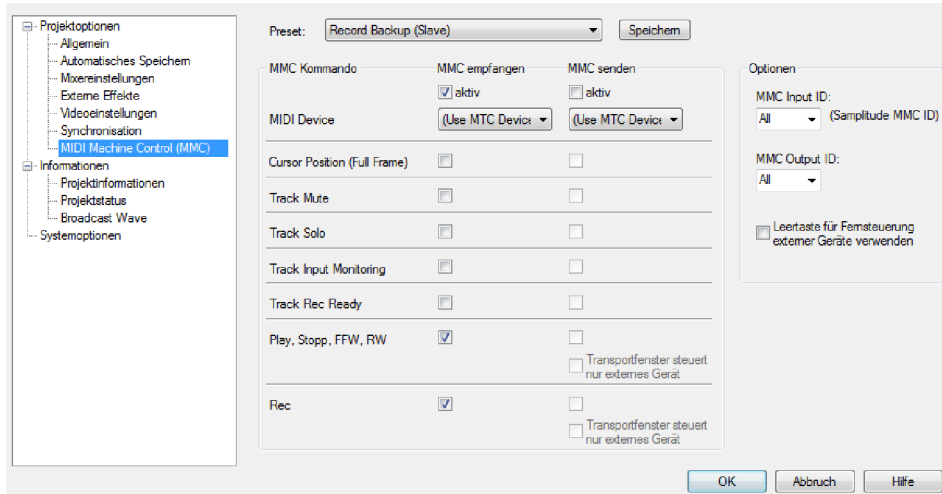 Projektoptionen
Allgemein
Automatisches Speichern
Mixereinstellungen
Externe Effekte
Videoeinstellungen
Synchronisation
MIDI Machine Control (MMC)
Informationen
Projektinformationen
Projektstatus
Broadcast Wave
Systemoptionen
Preset: Record Backup (Slave) Speichern
MMC Kommando MMC empfangen MMC senden
aktiv aktiv
MIDI Device (Use MTC Device (Use MTC Device
Cursor Position (Full Frame)
Track Mute
Track Solo
Track Input Monitoring
Track Rec Ready
Play, Stopp, FFW, RW
Transportfenster steuert
nur externes Gerät
Rec
Transportfenster steuert
nur externes Gerät
Optionen
MMC Input ID:
All (Samplitude MMC ID)
MMC Output ID:
All
Leertaste für Fernsteuerung
externer Geräte verwenden
OK Abbruch Hilfe